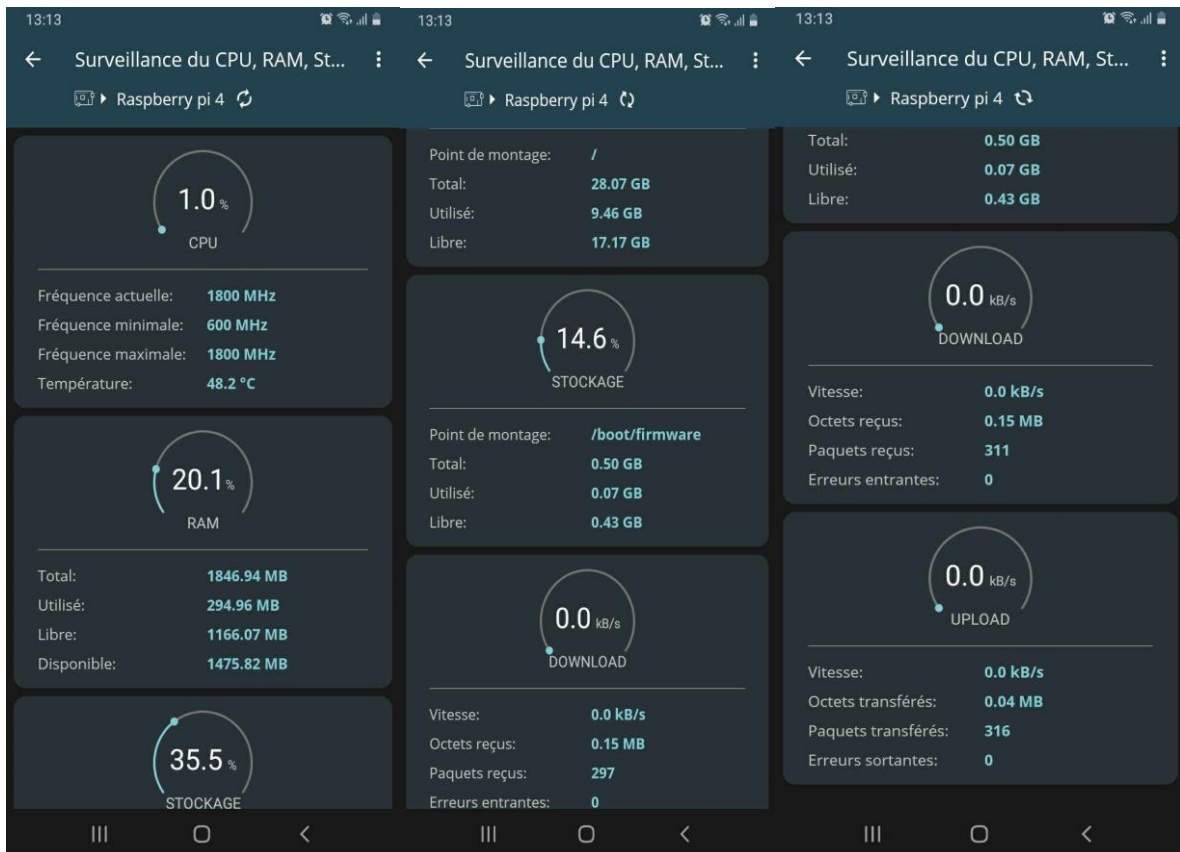 13:13
Surveillance du CPU, RAM, St...
Raspberry pi 4
1.0 %
CPU
Fréquence actuelle: 1800 MHz
Fréquence minimale: 600 MHz
Fréquence maximale: 1800 MHz
Température: 48.2 °C
20.1 %
RAM
Total: 1846.94 MB
Utilisé: 294.96 MB
Libre: 1166.07 MB
Disponible: 1475.82 MB
35.5 %
STOCKAGE
13:13
Surveillance du CPU, RAM, St...
Raspberry pi 4
Point de montage: /
Total: 28.07 GB
Utilisé: 9.46 GB
Libre: 17.17 GB
14.6 %
STOCKAGE
Point de montage: /boot/firmware
Total: 0.50 GB
Utilisé: 0.07 GB
Libre: 0.43 GB
0.0 kB/s
DOWNLOAD
Vitesse: 0.0 kB/s
Octets reçus: 0.15 MB
Paquets reçus: 297
Erreurs entrantes: 0
13:13
Surveillance du CPU, RAM, St...
Raspberry pi 4
Total: 0.50 GB
Utilisé: 0.07 GB
Libre: 0.43 GB
0.0 kB/s
DOWNLOAD
Vitesse: 0.0 kB/s
Octets reçus: 0.15 MB
Paquets reçus: 311
Erreurs entrantes: 0
0.0 kB/s
UPLOAD
Vitesse: 0.0 kB/s
Octets transférés: 0.04 MB
Paquets transférés: 316
Erreurs sortantes: 0